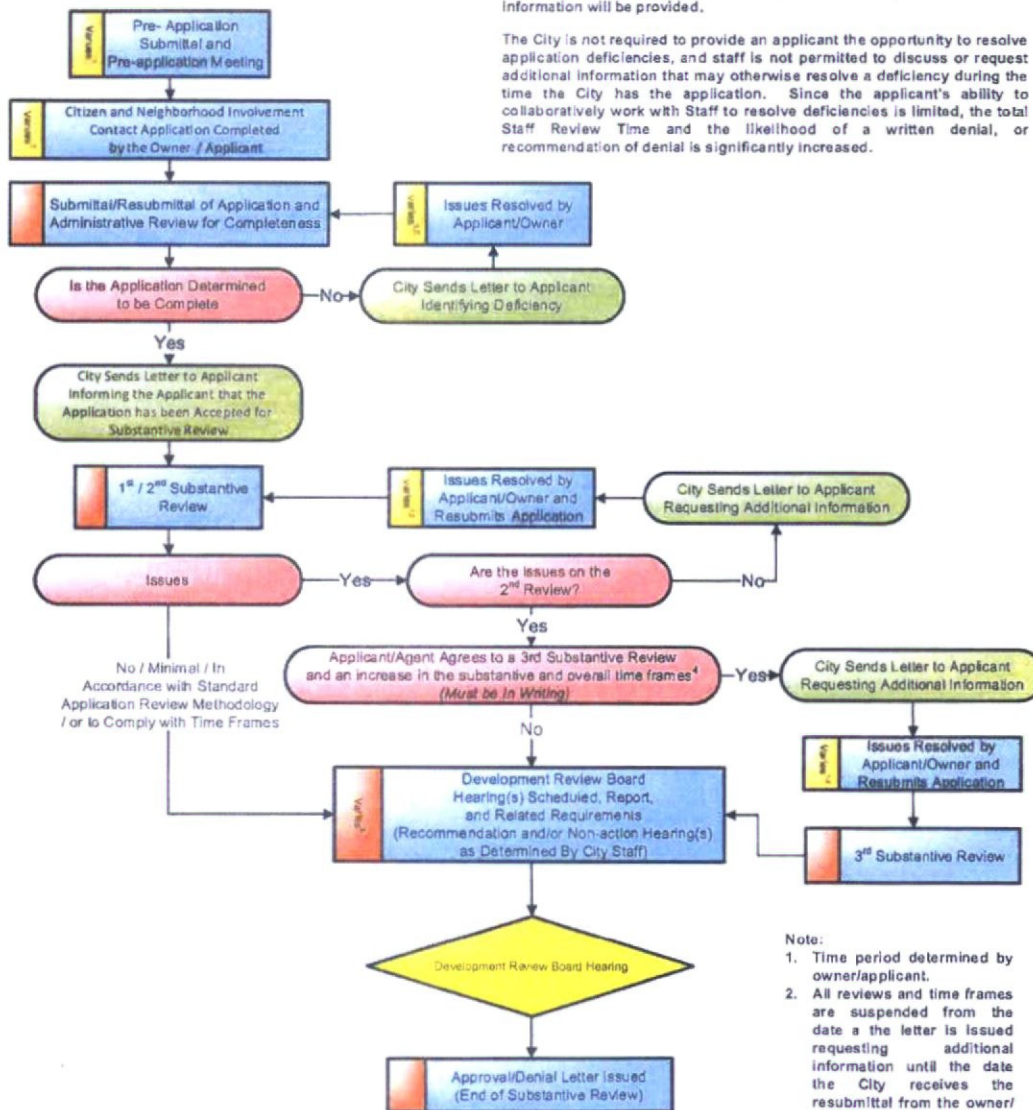 information will be provided.
The City is not required to provide an applicant the opportunity to resolve
application deficiencies, and staff is not permitted to discuss or request
additional information that may otherwise resolve a deficiency during the
time the City has the application. Since the applicant's ability to
collaboratively work with Staff to resolve deficiencies is limited, the total
Staff Review Time and the likelihood of a written denial, or
recommendation of denial is significantly increased.
Varies
Pre- Application
Submittal and
Pre-application Meeting
Varies
Citizen and Neighborhood Involvement
Contact Application Completed
by the Owner / Applicant
Submittal/Resubmittal of Application and
Administrative Review for Completeness
Varies
Issues Resolved by
Applicant/Owner
Is the Application Determined
to be Complete
No
City Sends Letter to Applicant
Identifying Deficiency
Yes
City Sends Letter to Applicant
Informing the Applicant that the
Application has been Accepted for
Substantive Review
1st / 2nd Substantive
Review
Varies
Issues Resolved by
Applicant/Owner and
Resubmits Application
City Sends Letter to Applicant
Requesting Additional Information
Issues
Yes
Are the Issues on the
2nd Review?
No
Yes
No / Minimal / In
Accordance with Standard
Application Review Methodology
/ or to Comply with Time Frames
Applicant/Agent Agrees to a 3rd Substantive Review
and an increase in the substantive and overall time frames4
(Must be In Writing)
Yes
City Sends Letter to Applicant
Requesting Additional Information
No
Varies
Issues Resolved by
Applicant/Owner and
Resubmits Application
Varies
Development Review Board
Hearing(s) Scheduled, Report,
and Related Requirements
(Recommendation and/or Non-action Hearing(s)
as Determined By City Staff)
3rd Substantive Review
Development Review Board Hearing
Approval/Denial Letter Issued
(End of Substantive Review)
Note:
1. Time period determined by
owner/applicant.
2. All reviews and time frames
are suspended from the
date a the letter is issued
requesting additional
information until the date
the City receives the
resubmittal from the owner/